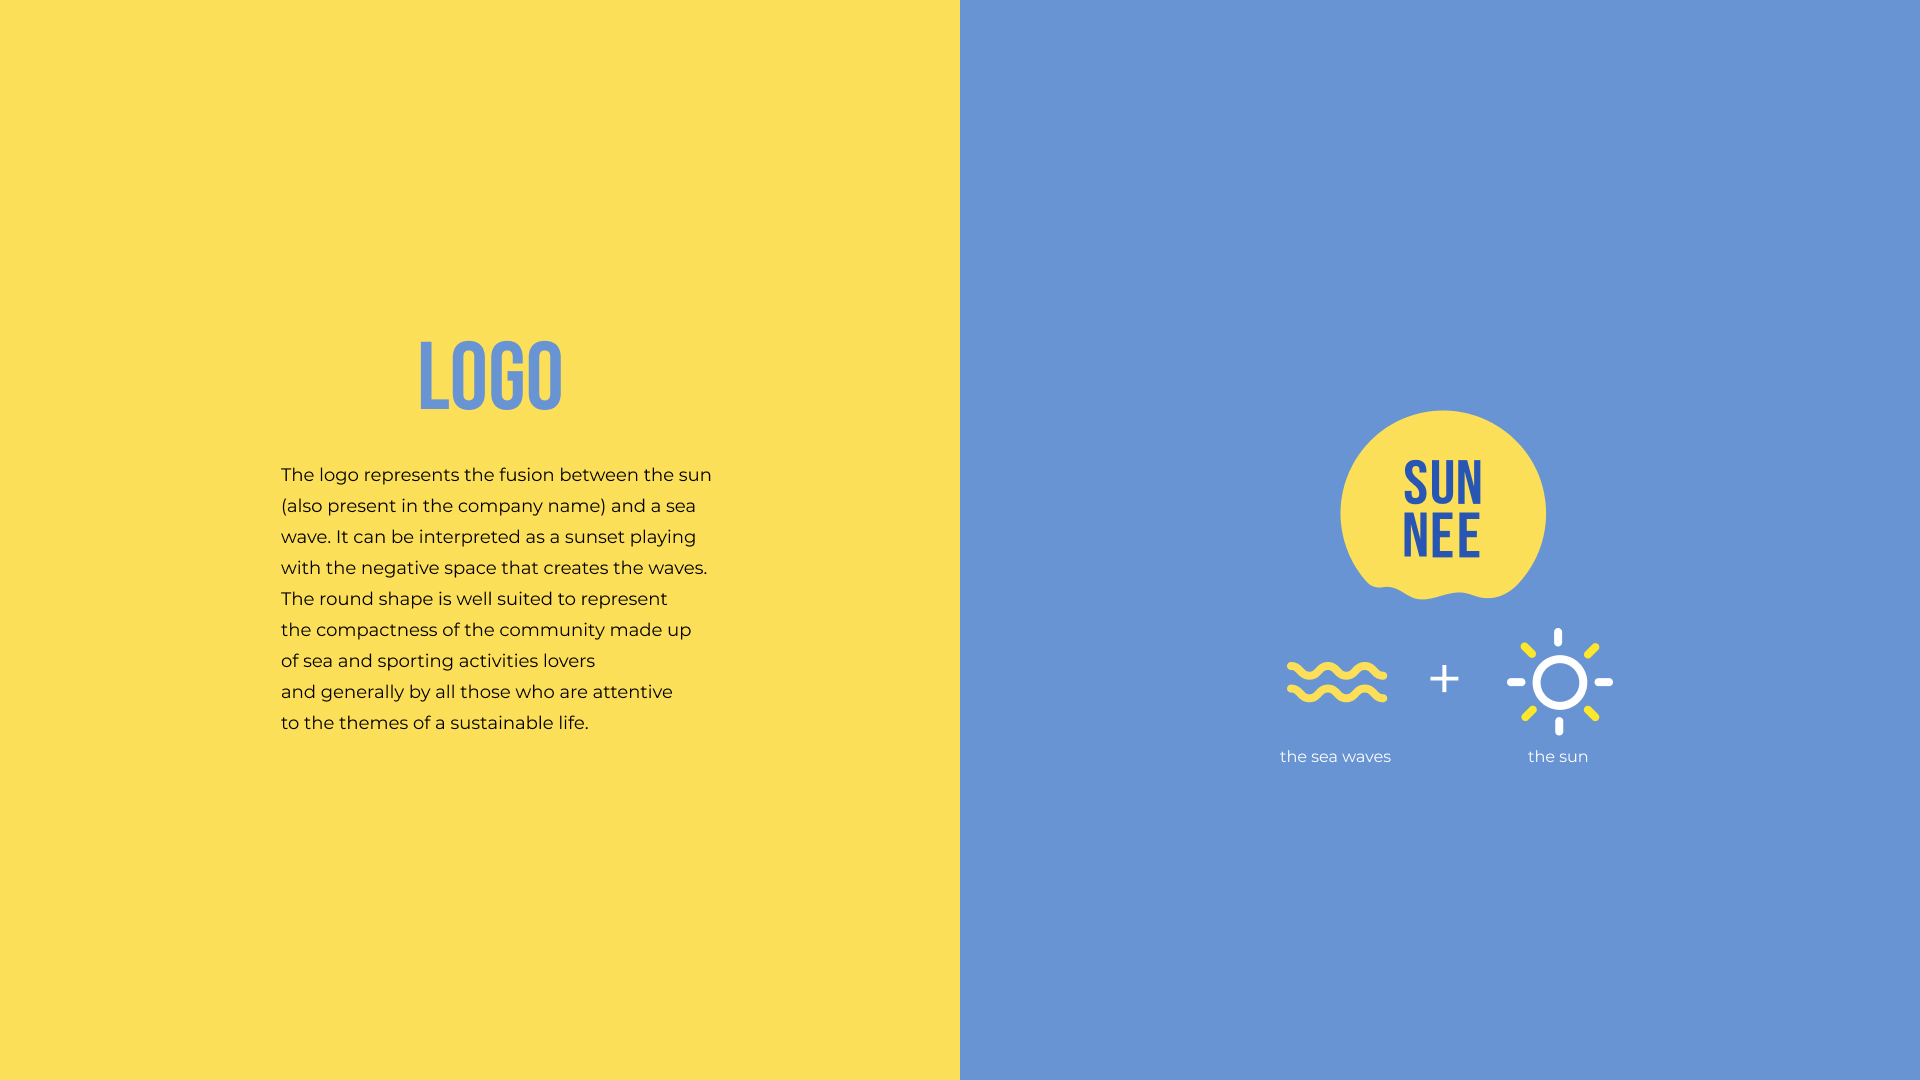 LOGO
The logo represents the fusion between the sun
(also present in the company name) and a sea
wave. It can be interpreted as a sunset playing
with the negative space that creates the waves.
The round shape is well suited to represent
the compactness of the community made up
of sea and sporting activities lovers
and generally by all those who are attentive
to the themes of a sustainable life.
SUN
NEE
+
the sea waves
the sun